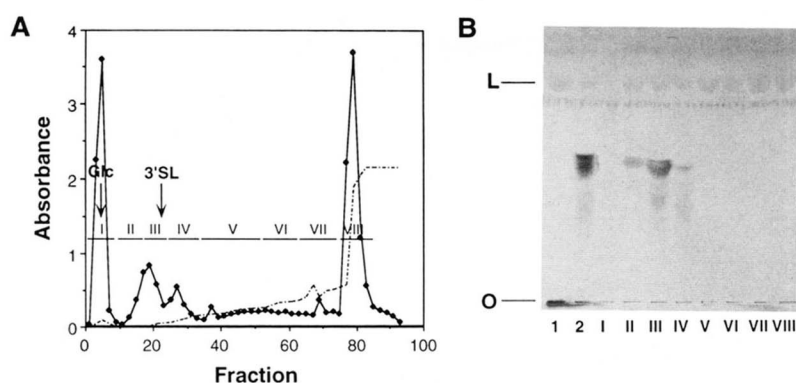 A
Absorbance
4
3
2
1
0
Glc
3'SL
I II III IV V VI VII VIII
0 20 40 60 80 100
Fraction
B
L
O
1 2 I II III IV V VI VII VIII